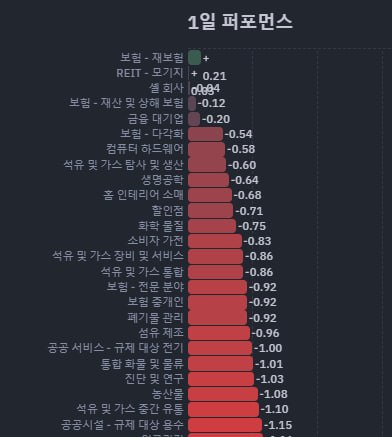 1일 퍼포먼스
보험 - 재보험 + 0.21
REIT - 모기지 + 0.03
셸 회사 -0.04
보험 - 재산 및 상해 보험 -0.12
금융 대기업 -0.20
보험 - 다각화 -0.54
컴퓨터 하드웨어 -0.58
석유 및 가스 탐사 및 생산 -0.60
생명공학 -0.64
홈 인테리어 소매 -0.68
할인점 -0.71
화학 물질 -0.75
소비자 가전 -0.83
석유 및 가스 장비 및 서비스 -0.86
석유 및 가스 통합 -0.86
보험 - 전문 분야 -0.92
보험 중개인 -0.92
폐기물 관리 -0.92
섬유 제조 -0.96
공공 서비스 - 규제 대상 전기 -1.00
통합 화물 및 물류 -1.01
진단 및 연구 -1.03
농산물 -1.08
석유 및 가스 중간 유통 -1.10
공공시설 - 규제 대상 용수 -1.15